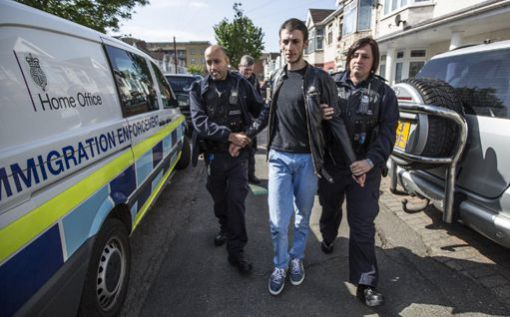 Home Office
IMMIGRATION ENFORCEMENT